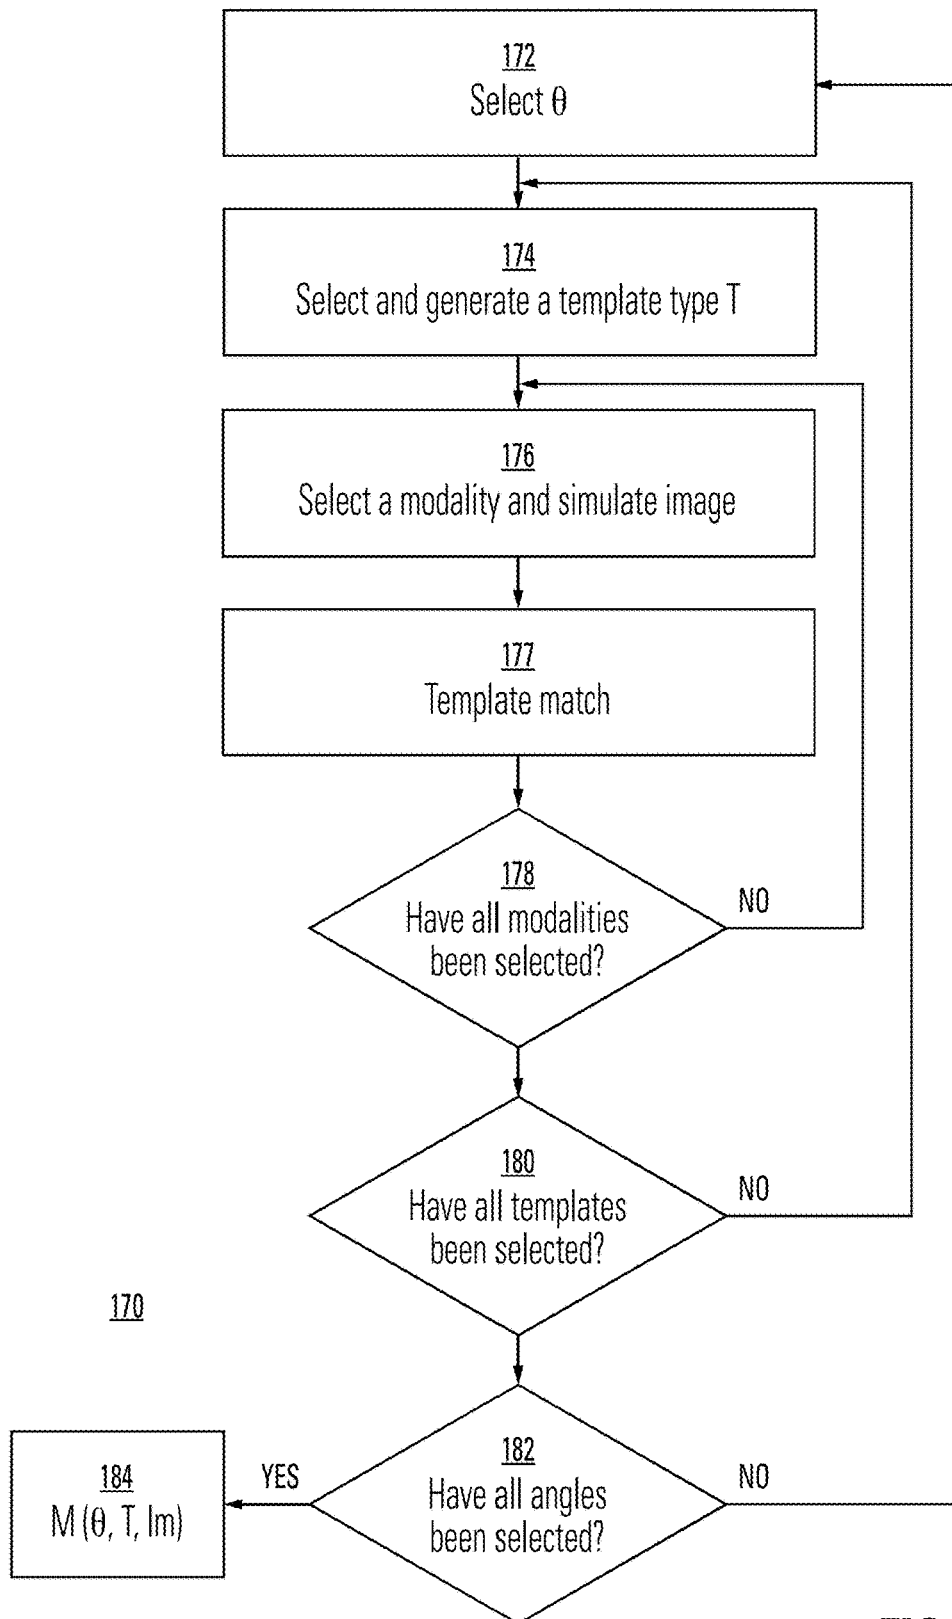 172
Select θ
174
Select and generate a template type T
176
Select a modality and simulate image
177
Template match
178
Have all modalities
been selected?
NO
180
Have all templates
been selected?
NO
170
182
Have all angles
been selected?
YES
NO
184
M (θ, T, Im)